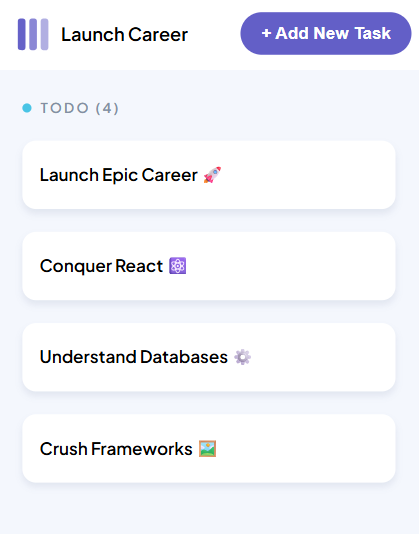 Launch Career
+ Add New Task
TODO (4)
Launch Epic Career 🚀
Conquer React ⚛️
Understand Databases ⚙️
Crush Frameworks 🖼️